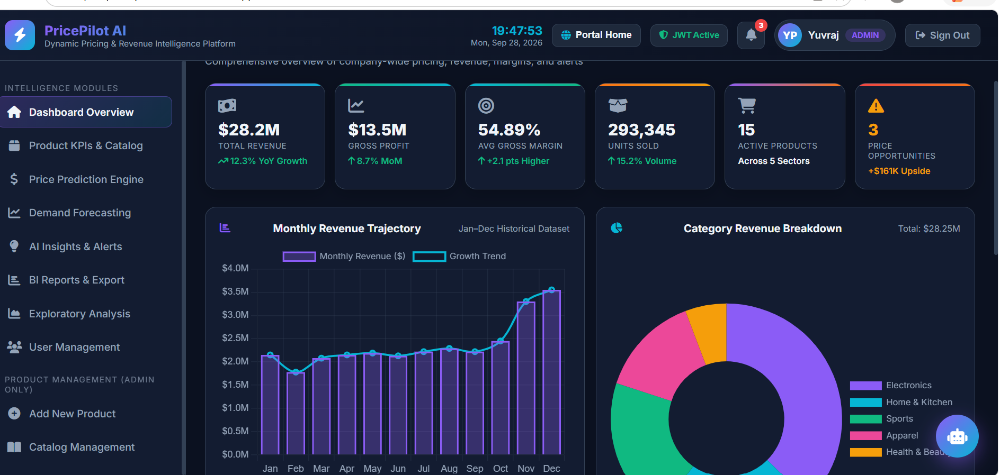 PricePilot AI
Dynamic Pricing & Revenue Intelligence Platform
19:47:53
Mon, Sep 28, 2026
Portal Home
JWT Active
3
YP
Yuvraj
ADMIN
Sign Out
INTELLIGENCE MODULES
Dashboard Overview
Product KPIs & Catalog
Price Prediction Engine
Demand Forecasting
AI Insights & Alerts
BI Reports & Export
Exploratory Analysis
User Management
PRODUCT MANAGEMENT (ADMIN
ONLY)
Add New Product
Catalog Management
Comprehensive overview of company-wide pricing, revenue, margins, and alerts
$28.2M
TOTAL REVENUE
12.3% YoY Growth
$13.5M
GROSS PROFIT
8.7% MoM
54.89%
AVG GROSS MARGIN
+2.1 pts Higher
293,345
UNITS SOLD
15.2% Volume
15
ACTIVE PRODUCTS
Across 5 Sectors
3
PRICE
OPPORTUNITIES
+$161K Upside
Monthly Revenue Trajectory
Jan–Dec Historical Dataset
Monthly Revenue ($)
Growth Trend
$4.0M
$3.5M
$3.0M
$2.5M
$2.0M
$1.5M
$1.0M
$0.5M
$0.0M
Jan Feb Mar Apr May Jun Jul Aug Sep Oct Nov Dec
Category Revenue Breakdown
Total: $28.25M
Electronics
Home & Kitchen
Sports
Apparel
Health &